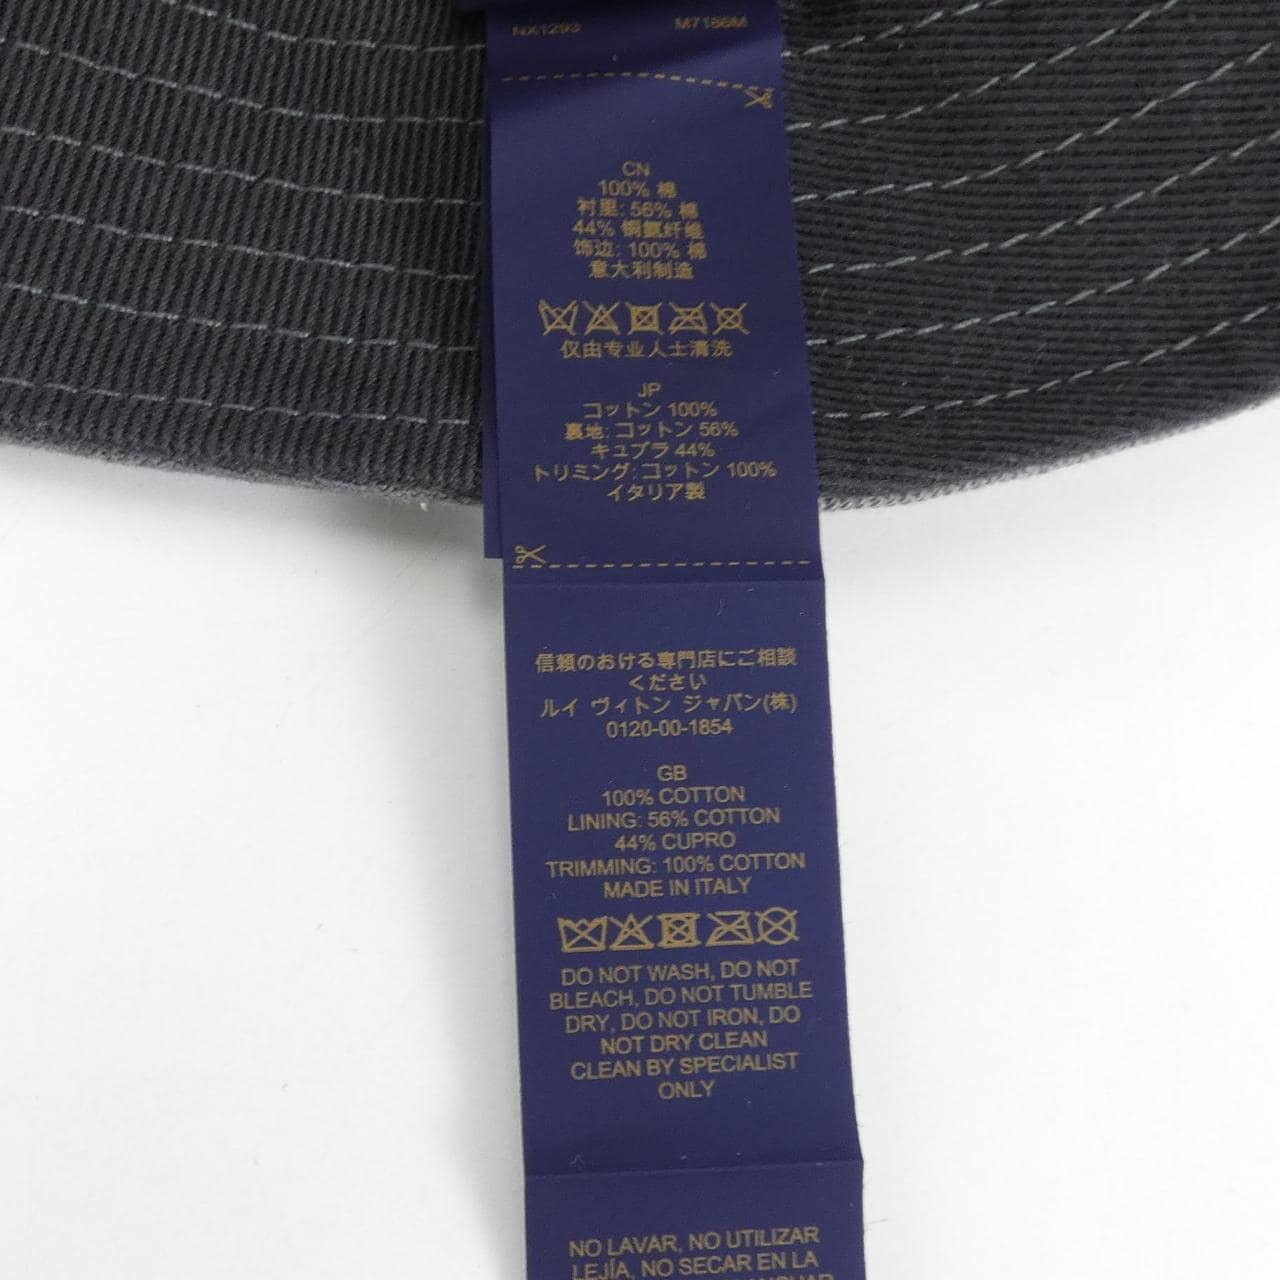 NX1293 M7186M
CN
100% 棉
衬里: 56% 棉
44% 铜氨纤维
饰边: 100% 棉
意大利制造
仅由专业人士清洗
JP
コットン 100%
裏地: コットン 56%
キュプラ 44%
トリミング: コットン 100%
イタリア製
信頼のおける専門店にご相談
ください
ルイ ヴィトン ジャパン(株)
0120-00-1854
GB
100% COTTON
LINING: 56% COTTON
44% CUPRO
TRIMMING: 100% COTTON
MADE IN ITALY
DO NOT WASH, DO NOT
BLEACH, DO NOT TUMBLE
DRY, DO NOT IRON, DO
NOT DRY CLEAN
CLEAN BY SPECIALIST
ONLY
NO LAVAR, NO UTILIZAR
LEJÍA, NO SECAR EN LA